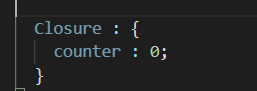 Closure : {
counter : 0;
}